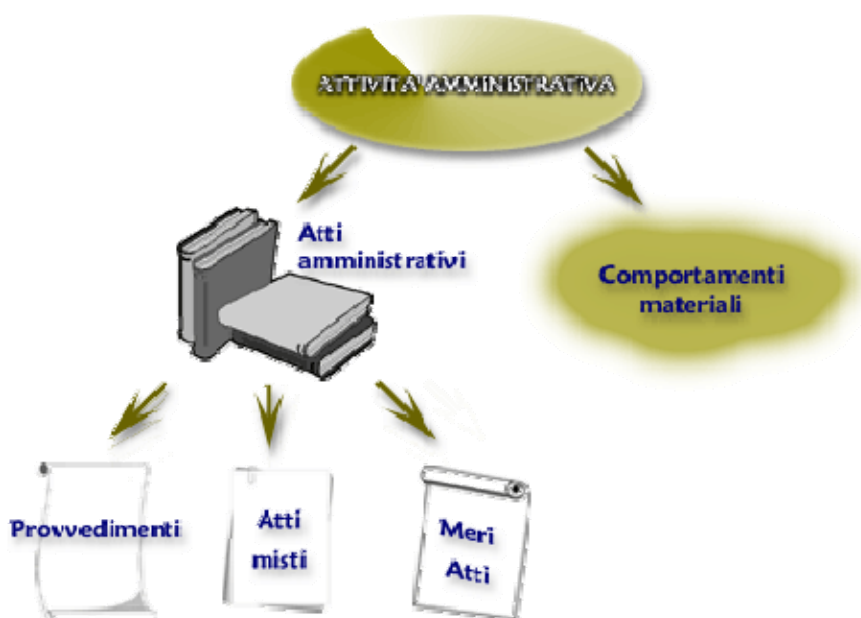 ATTIVITA' AMMINISTRATIVA
Atti
amministrativi
Comportamenti
materiali
Provvedimenti
Atti
misti
Meri
Atti